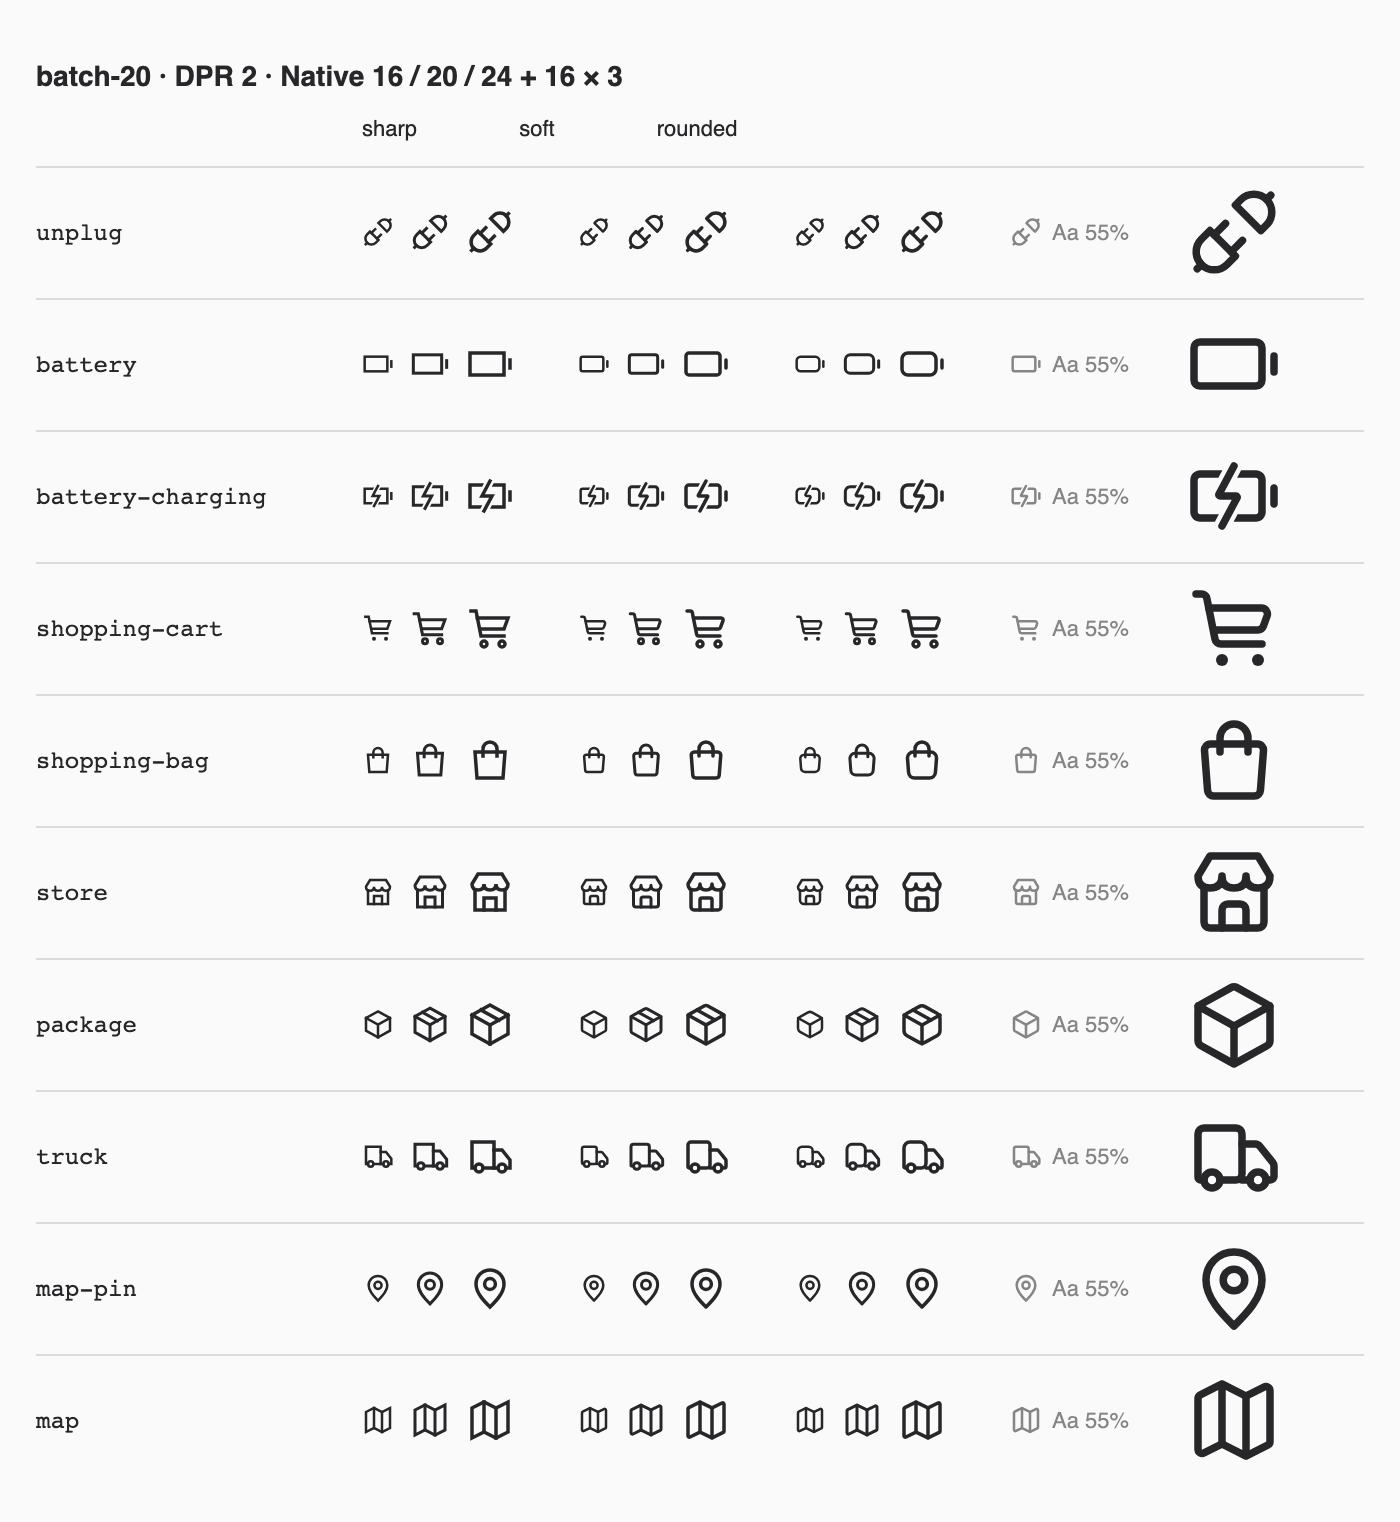 batch-20 · DPR 2 · Native 16 / 20 / 24 + 16 × 3
sharp soft rounded
unplug Aa 55%
battery Aa 55%
battery-charging Aa 55%
shopping-cart Aa 55%
shopping-bag Aa 55%
store Aa 55%
package Aa 55%
truck Aa 55%
map-pin Aa 55%
map Aa 55%